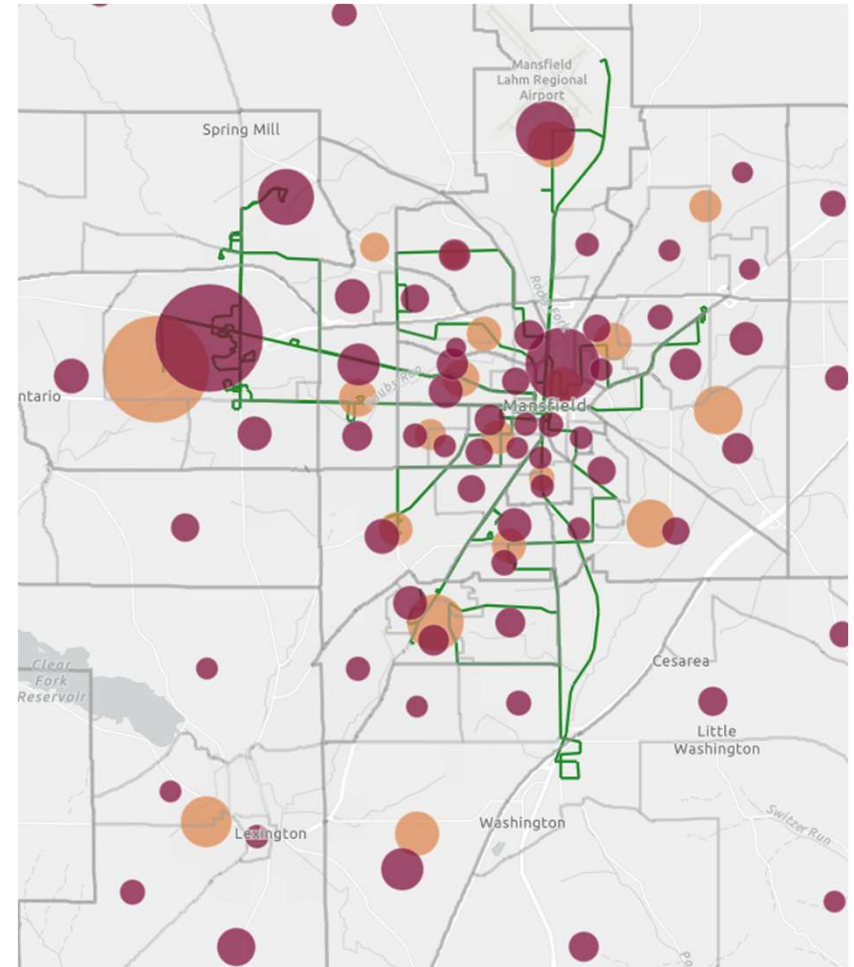 Mansfield
Lahm Regional
Airport
Spring Mill
ntario
Mansfield
Clear
Fork
Reservoir
Cesarea
Little
Washington
Lexington
Washington
Switzer Run